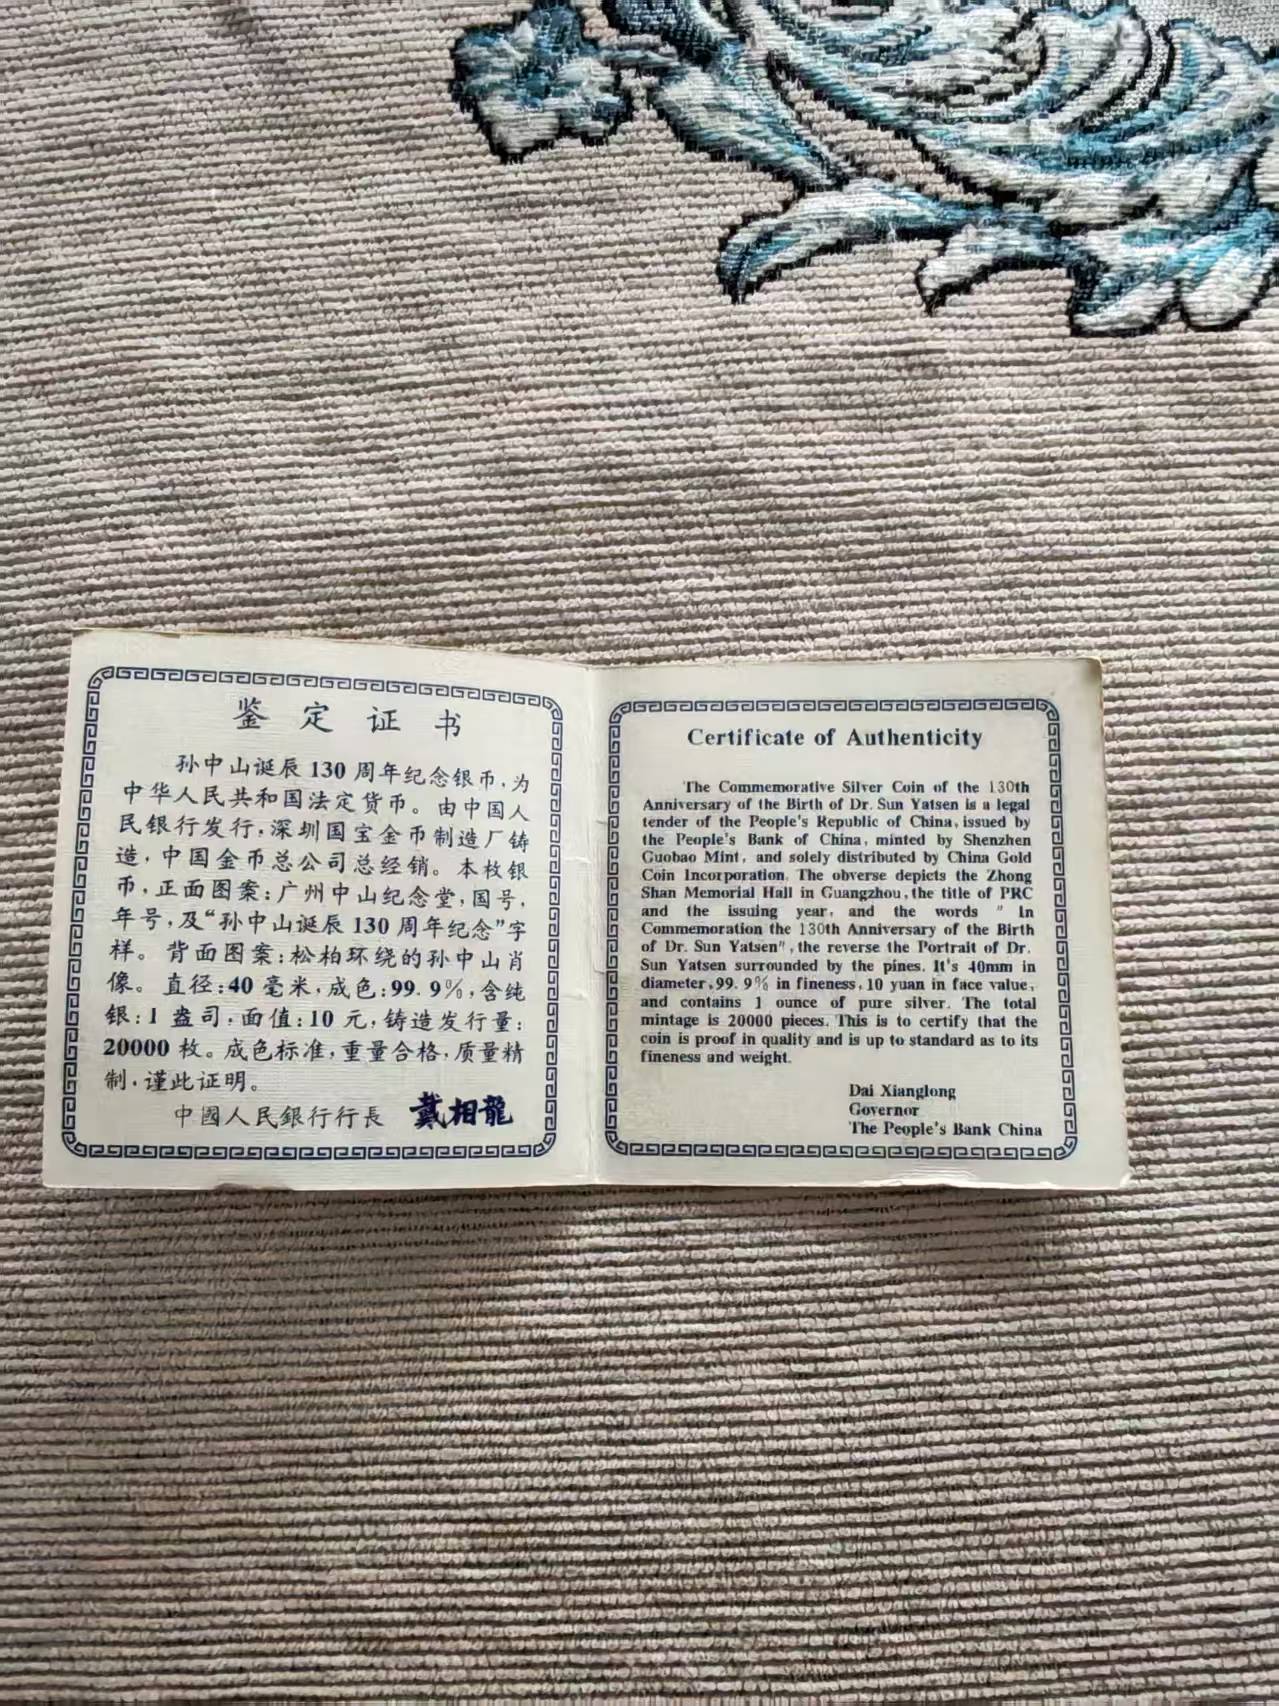 鉴定证书
孙中山诞辰130周年纪念银币,为
中华人民共和国法定货币。由中国人
民银行发行,深圳国宝金币制造厂铸
造,中国金币总公司总经销。本枚银
币,正面图案:广州中山纪念堂,国号,
年号,及“孙中山诞辰130周年纪念”字
样。背面图案:松柏环绕的孙中山肖
像。直径:40毫米,成色:99.9%,含纯
银:1盎司,面值:10元,铸造发行量:
20000枚。成色标准,重量合格,质量精
制,谨此证明。
中國人民銀行行長 戴相龍
Certificate of Authenticity
The Commemorative Silver Coin of the 130th
Anniversary of the Birth of Dr. Sun Yatsen is a legal
tender of the People's Republic of China, issued by
the People's Bank of China, minted by Shenzhen
Guobao Mint, and solely distributed by China Gold
Coin Incorporation. The obverse depicts the Zhong
Shan Memorial Hall in Guangzhou, the title of PRC
and the issuing year, and the words " In
Commemoration the 130th Anniversary of the Birth
of Dr. Sun Yatsen", the reverse the Portrait of Dr.
Sun Yatsen surrounded by the pines. It's 40mm in
diameter, 99.9% in fineness, 10 yuan in face value,
and contains 1 ounce of pure silver. The total
mintage is 20000 pieces. This is to certify that the
coin is proof in quality and is up to standard as to its
fineness and weight.
Dai Xianglong
Governor
The People's Bank China